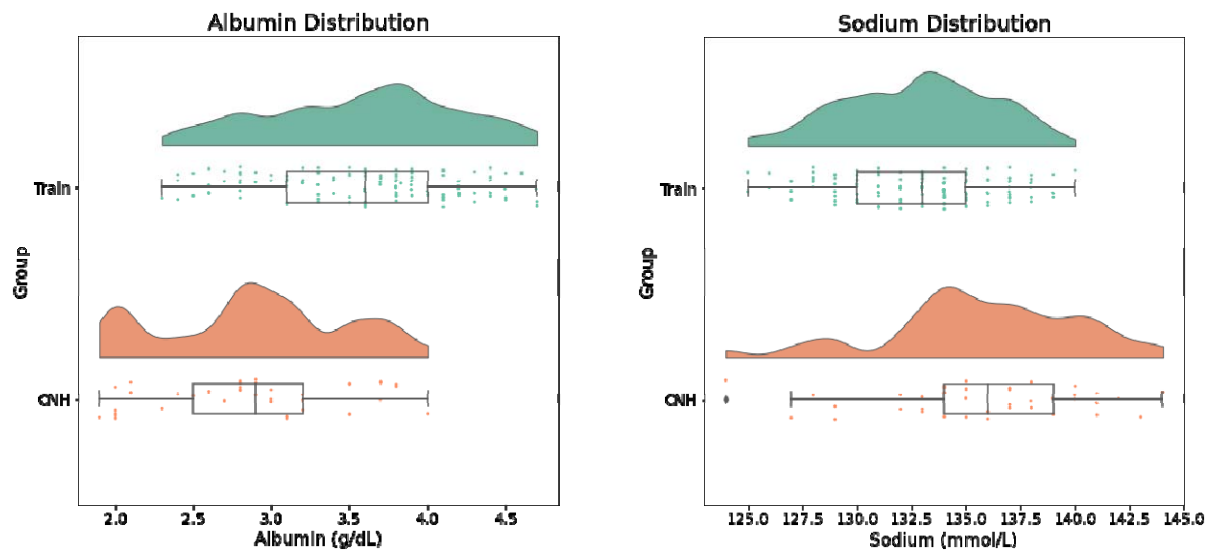 Albumin Distribution
Train
Group
CNH
2.0 2.5 3.0 3.5 4.0 4.5
Albumin (g/dL)
Sodium Distribution
Train
Group
CNH
125.0 127.5 130.0 132.5 135.0 137.5 140.0 142.5 145.0
Sodium (mmol/L)